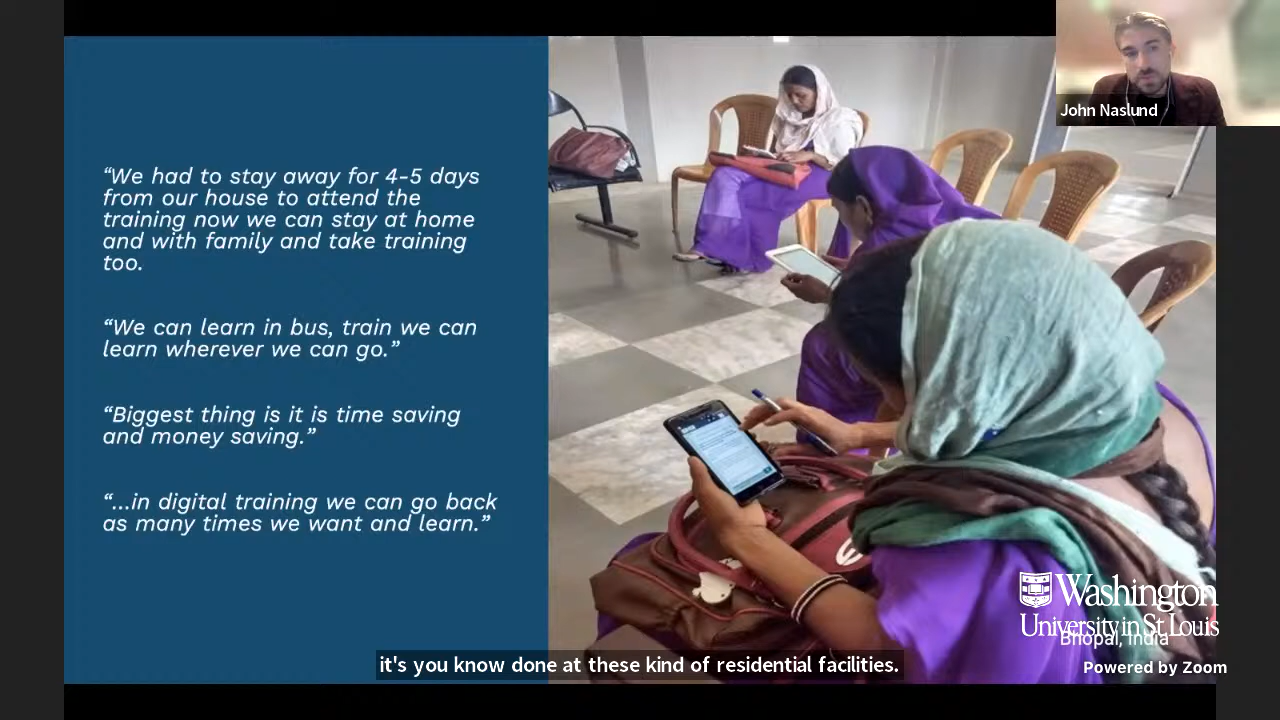 John Naslund
“We had to stay away for 4-5 days
from our house to attend the
training now we can stay at home
and with family and take training
too.
“We can learn in bus, train we can
learn wherever we can go.”
“Biggest thing is it is time saving
and money saving.”
“...in digital training we can go back
as many times we want and learn.”
Washington
University in St. Louis
Bhopal, India
it's you know done at these kind of residential facilities.
Powered by Zoom